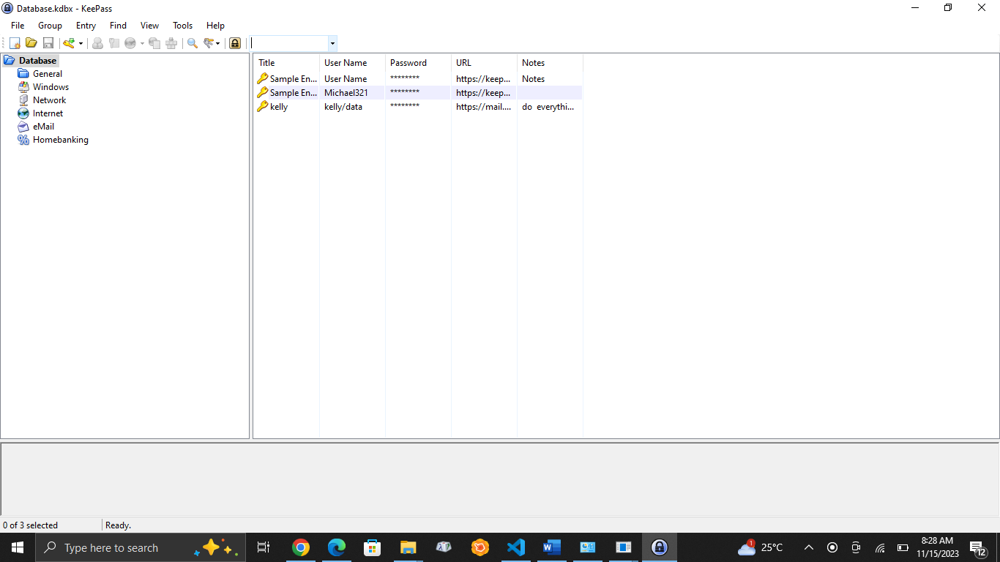 Database.kdbx - KeePass
File Group Entry Find View Tools Help
Database
General
Windows
Network
Internet
eMail
Homebanking
Title User Name Password URL Notes
Sample En... User Name ******** https://keep... Notes
Sample En... Michael321 ******** https://keep...
kelly kelly/data ******** https://mail.... do everythi...
0 of 3 selected Ready.
Type here to search
1
25°C
8:28 AM
11/15/2023
12